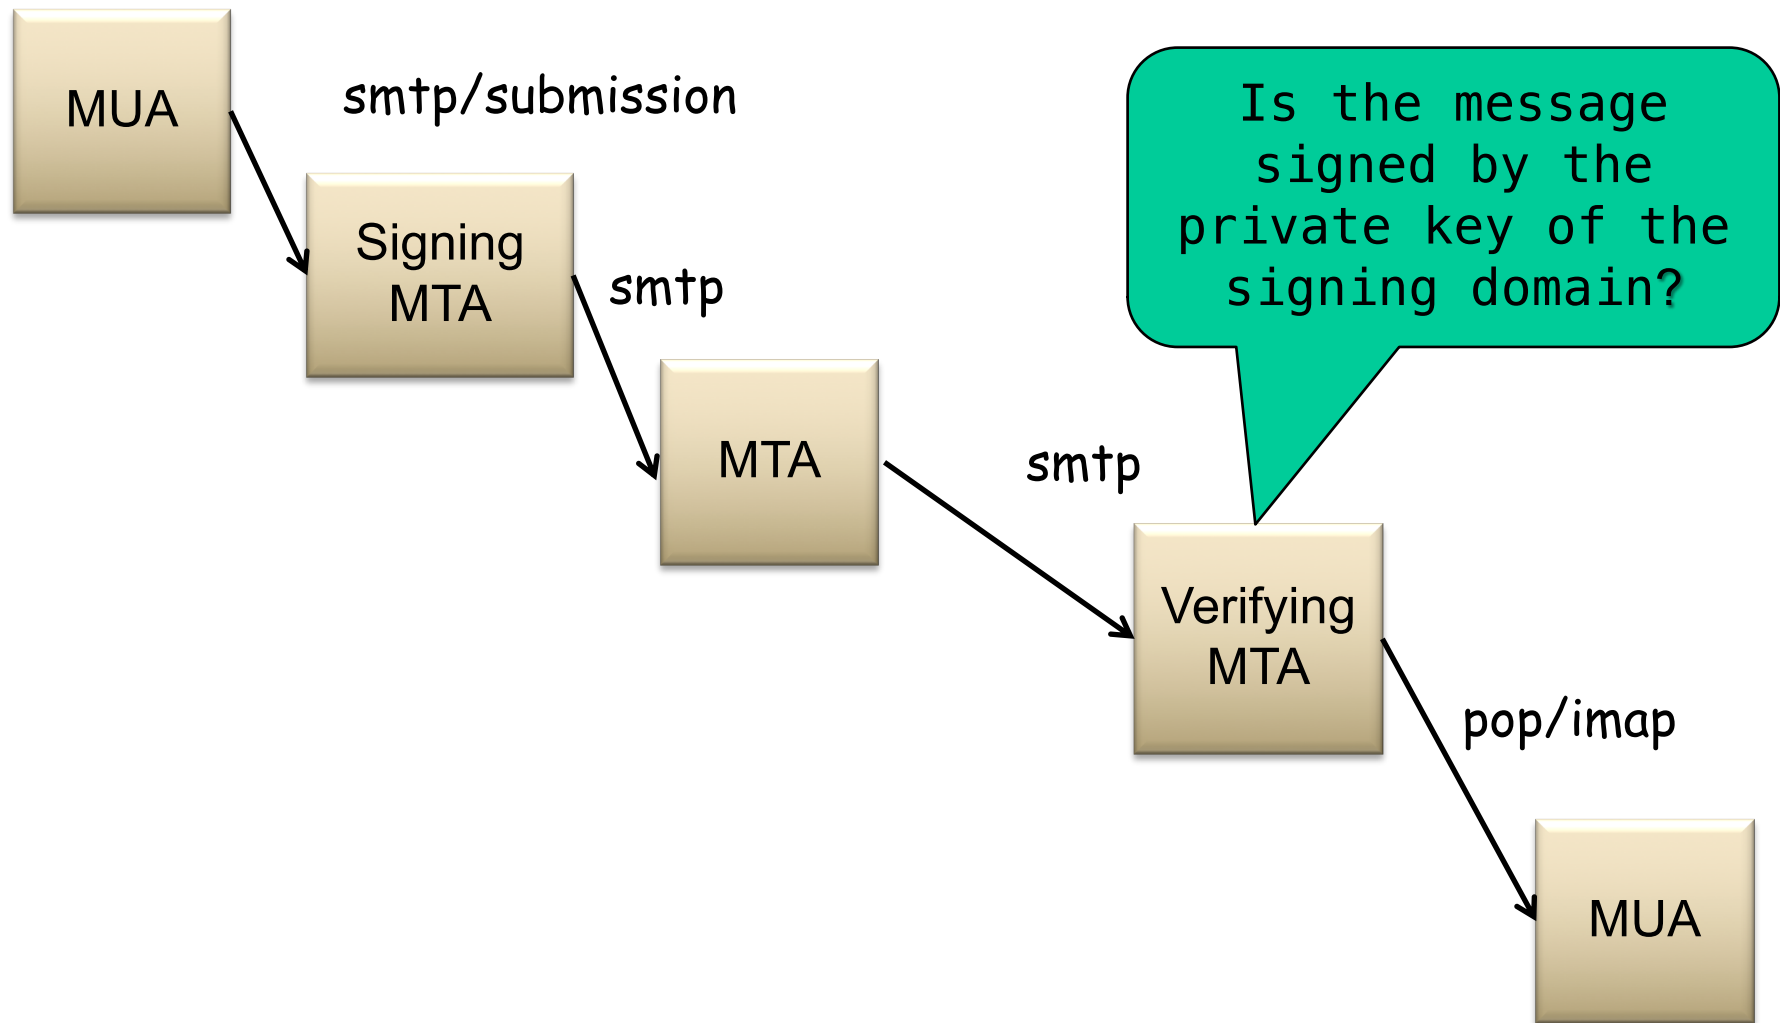 MUA
smtp/submission
Signing
MTA
smtp
MTA
smtp
Is the message
signed by the
private key of the
signing domain?
Verifying
MTA
pop/imap
MUA